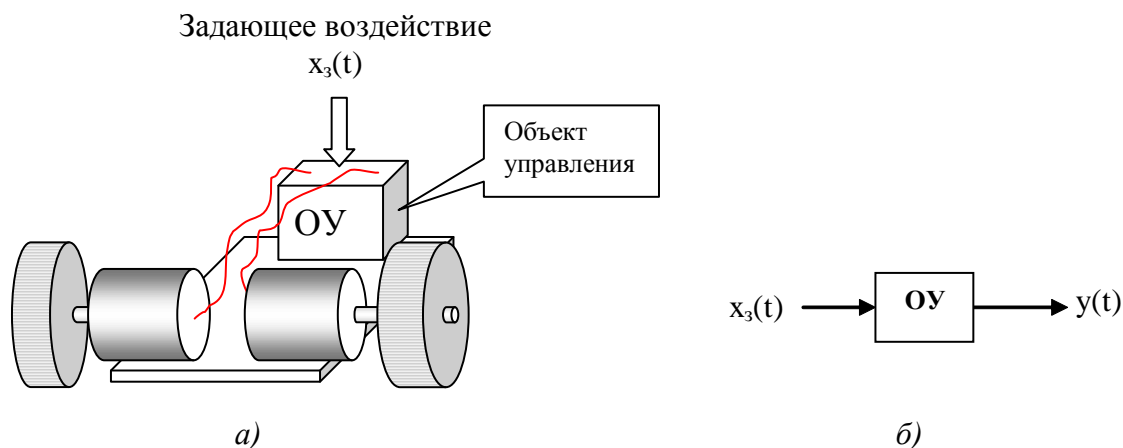 Задающее воздействие
xз(t)
Объект
управления
ОУ
xз(t)
ОУ
y(t)
а)
б)